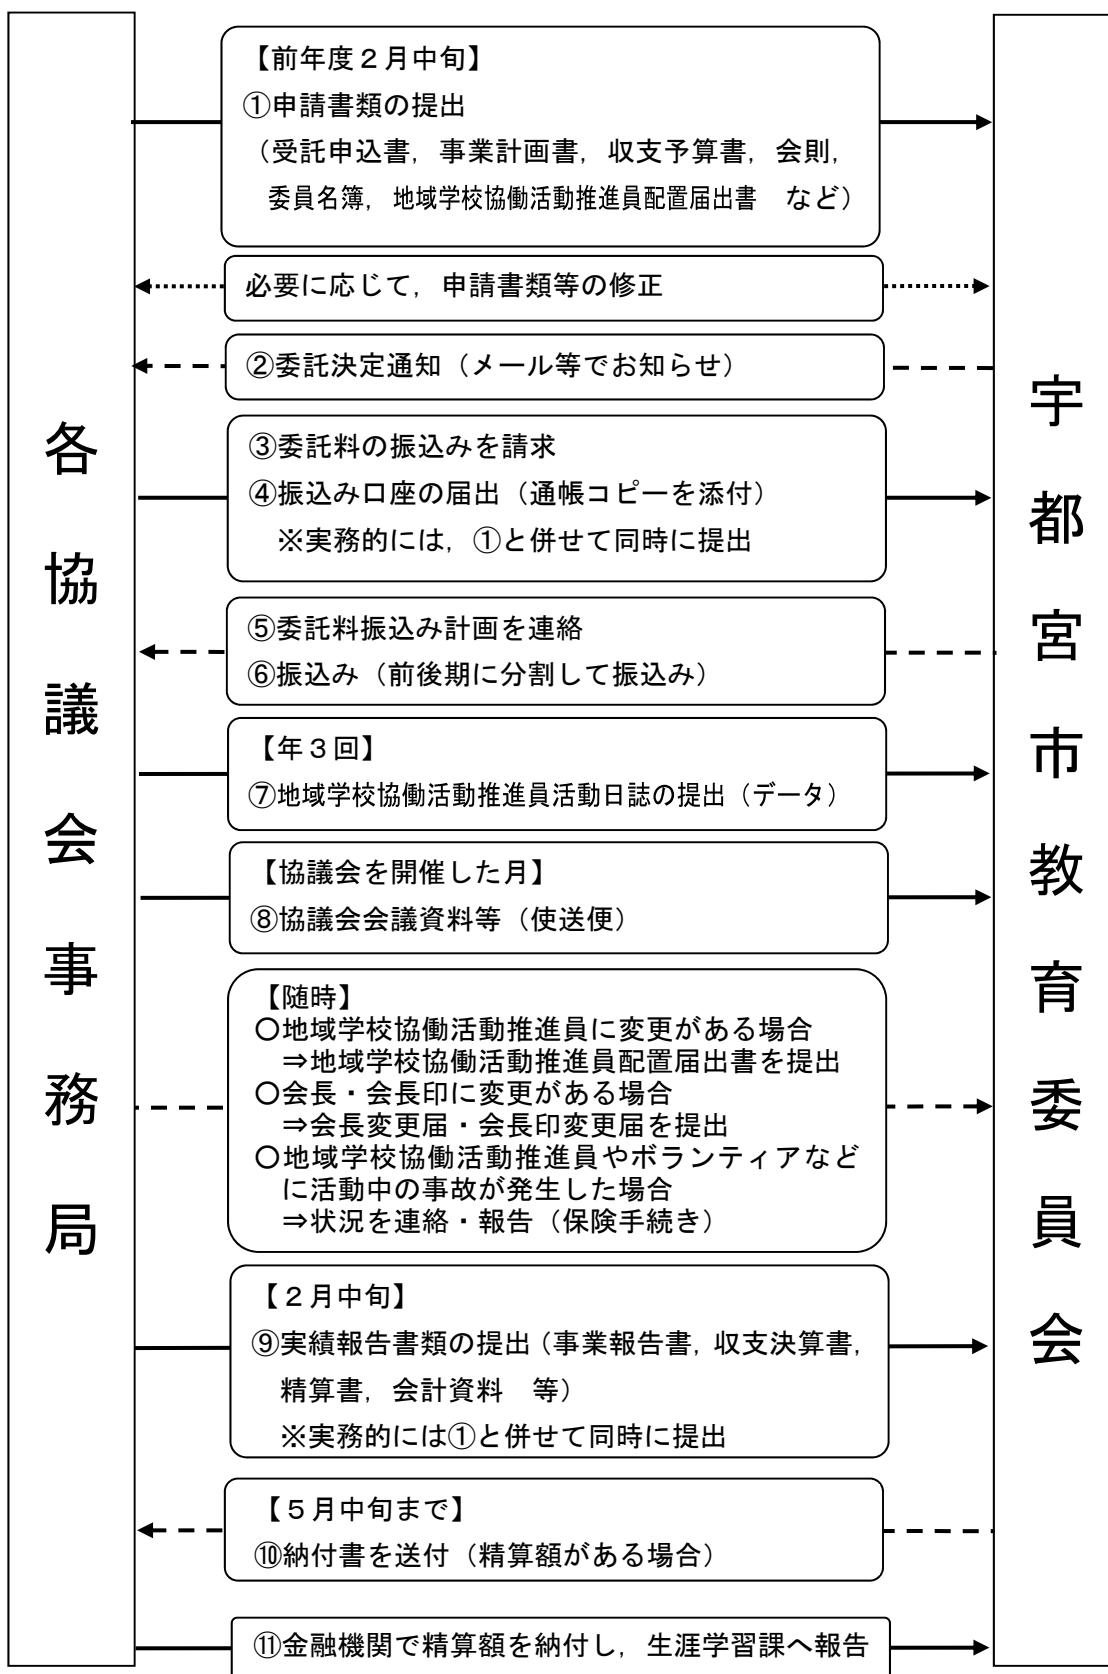 各協議会事務局
【前年度２月中旬】
①申請書類の提出
（受託申込書，事業計画書，収支予算書，会則，
委員名簿，地域学校協働活動推進員配置届出書　など）
必要に応じて，申請書類等の修正
②委託決定通知（メール等でお知らせ）
③委託料の振込みを請求
④振込み口座の届出（通帳コピーを添付）
※実務的には，①と併せて同時に提出
⑤委託料振込み計画を連絡
⑥振込み（前後期に分割して振込み）
【年３回】
⑦地域学校協働活動推進員活動日誌の提出（データ）
【協議会を開催した月】
⑧協議会会議資料等（使送便）
【随時】
〇地域学校協働活動推進員に変更がある場合
⇒地域学校協働活動推進員配置届出書を提出
〇会長・会長印に変更がある場合
⇒会長変更届・会長印変更届を提出
〇地域学校協働活動推進員やボランティアなど
に活動中の事故が発生した場合
⇒状況を連絡・報告（保険手続き）
【２月中旬】
⑨実績報告書類の提出（事業報告書，収支決算書，
精算書，会計資料　等）
※実務的には①と併せて同時に提出
【５月中旬まで】
⑩納付書を送付（精算額がある場合）
⑪金融機関で精算額を納付し，生涯学習課へ報告
宇都宮市教育委員会